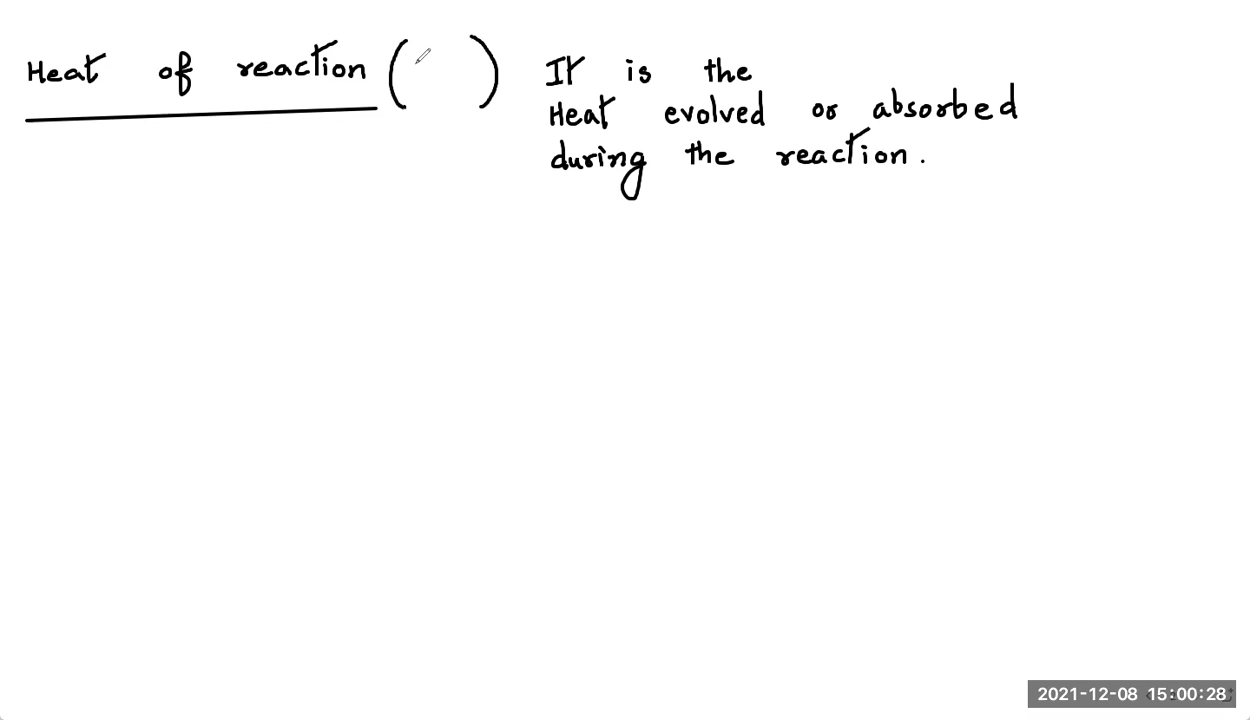 Heat of reaction ( ) It is the
Heat evolved or absorbed
during the reaction.
2021-12-08 15:00:28